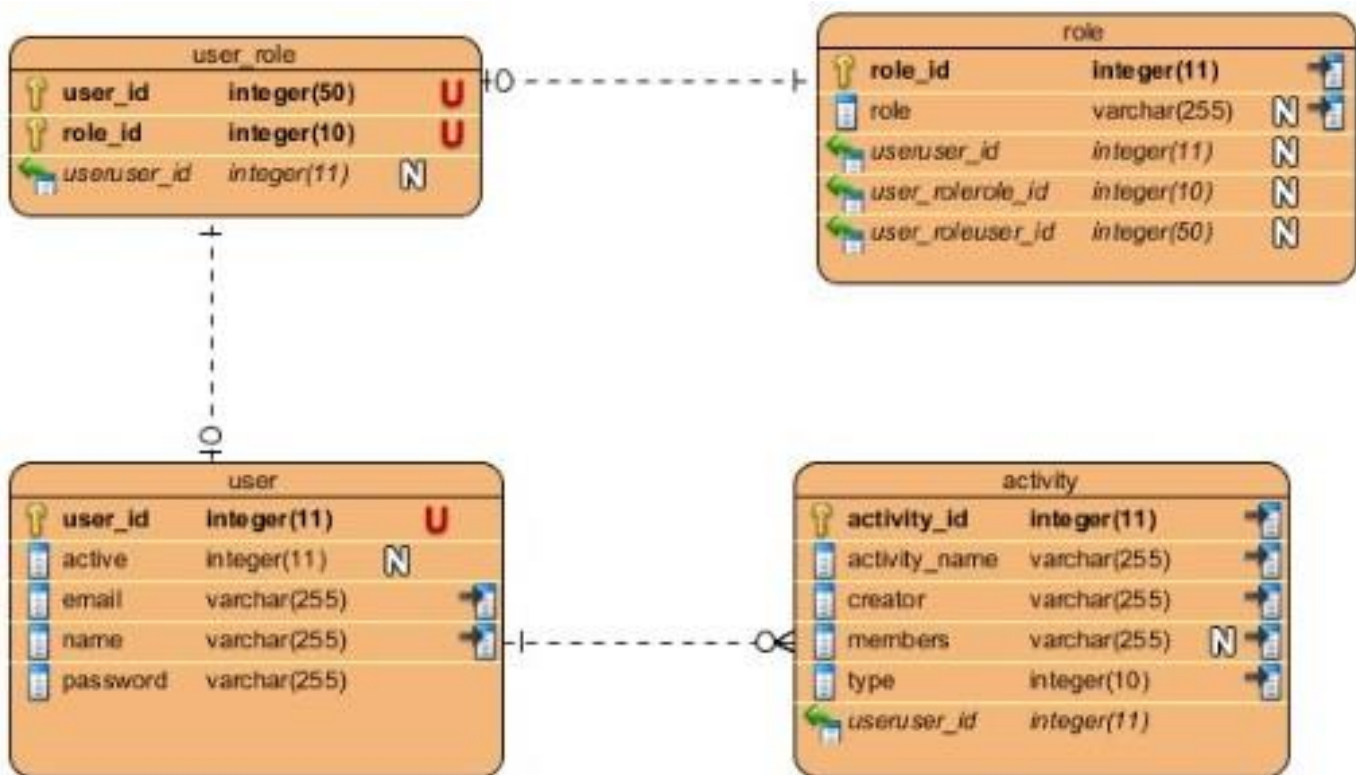 user_role
user_id integer(50) U
role_id integer(10) U
useruser_id integer(11) N
role
role_id integer(11)
role varchar(255) N
useruser_id integer(11) N
user_rolerole_id integer(10) N
user_roleuser_id integer(50) N
user
user_id integer(11) U
active integer(11) N
email varchar(255)
name varchar(255)
password varchar(255)
activity
activity_id integer(11)
activity_name varchar(255)
creator varchar(255)
members varchar(255) N
type integer(10)
useruser_id integer(11)